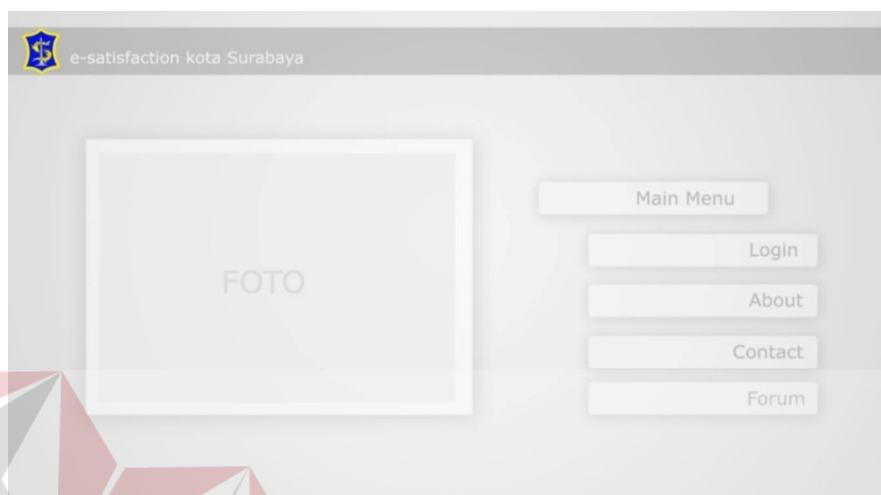 e-satisfaction kota Surabaya
FOTO
Main Menu
Login
About
Contact
Forum